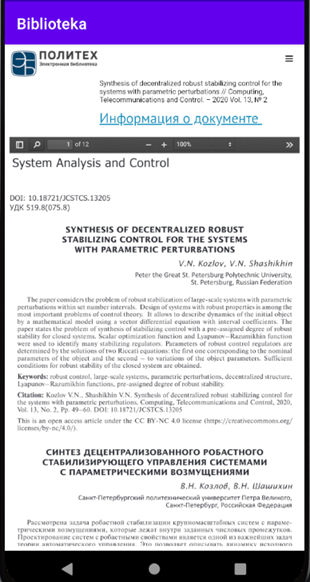 Biblioteka
ПОЛИТЕХ
Электронная библиотека
Synthesis of decentralized robust stabilizing control for the
systems with parametric perturbations // Computing,
Telecommunications and Control. – 2020 Vol. 13, № 2
Информация о документе
1 of 12
100%
System Analysis and Control
DOI: 10.18721/JCSTCS.13205
УДК 519.8(075.8)
SYNTHESIS OF DECENTRALIZED ROBUST
STABILIZING CONTROL FOR THE SYSTEMS
WITH PARAMETRIC PERTURBATIONS
V.N. Kozlov, V.N. Shashikhin
Peter the Great St. Petersburg Polytechnic University,
St. Petersburg, Russian Federation
The paper considers the problem of robust stabilization of large-scale systems with parametric
perturbations within set number intervals. Design of systems with robust properties is among the
most important problems of control theory. It allows to describe dynamics of the initial object
by a mathematical model using a vector differential equation with interval coefficients. The
paper states the problem of synthesis of stabilizing control with a pre-assigned degree of robust
stability for closed systems. Scalar optimization function and Lyapunov–Razumikhin function
were used to identify many stabilizing regulators. Parameters of robust control regulators are
determined by the solutions of two Riccati equations: the first one corresponding to the nominal
parameters of the object and the second – to variations of the object parameters. Sufficient
conditions for robust stability of the closed system are obtained.
Keywords: robust control, large-scale systems, parametric perturbations, decentralized structure,
Lyapunov–Razumikhin functions, pre-assigned degree of robust stability.
Citation: Kozlov V.N., Shashikhin V.N. Synthesis of decentralized robust stabilizing control for
the systems with parametric perturbations. Computing, Telecommunications and Control, 2020,
Vol. 13, No. 2, Pp. 49–60. DOI: 10.18721/JCSTCS.13205
This is an open access article under the CC BY-NC 4.0 license (https://creativecommons.org/
licenses/by-nc/4.0/).
СИНТЕЗ ДЕЦЕНТРАЛИЗОВАННОГО РОБАСТНОГО
СТАБИЛИЗИРУЮЩЕГО УПРАВЛЕНИЯ СИСТЕМАМИ
С ПАРАМЕТРИЧЕСКИМИ ВОЗМУЩЕНИЯМИ
В.Н. Козлов, В.Н. Шашихин
Санкт-Петербургский политехнический университет Петра Великого,
Санкт-Петербург, Российская Федерация
Рассмотрена задача робастной стабилизации крупномасштабных систем с параме-
трическими возмущениями, которые лежат внутри заданных числовых промежутков.
Проектирование систем с робастными свойствами является одной из важнейших задач
теории автоматического управления. Это позволяет описывать динамику исходного